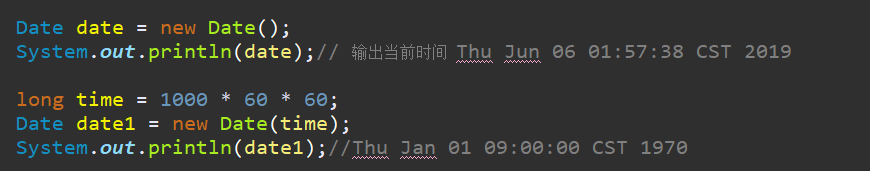 Date date = new Date();
System.out.println(date);// 输出当前时间 Thu Jun 06 01:57:38 CST 2019
long time = 1000 * 60 * 60;
Date date1 = new Date(time);
System.out.println(date1);//Thu Jan 01 09:00:00 CST 1970